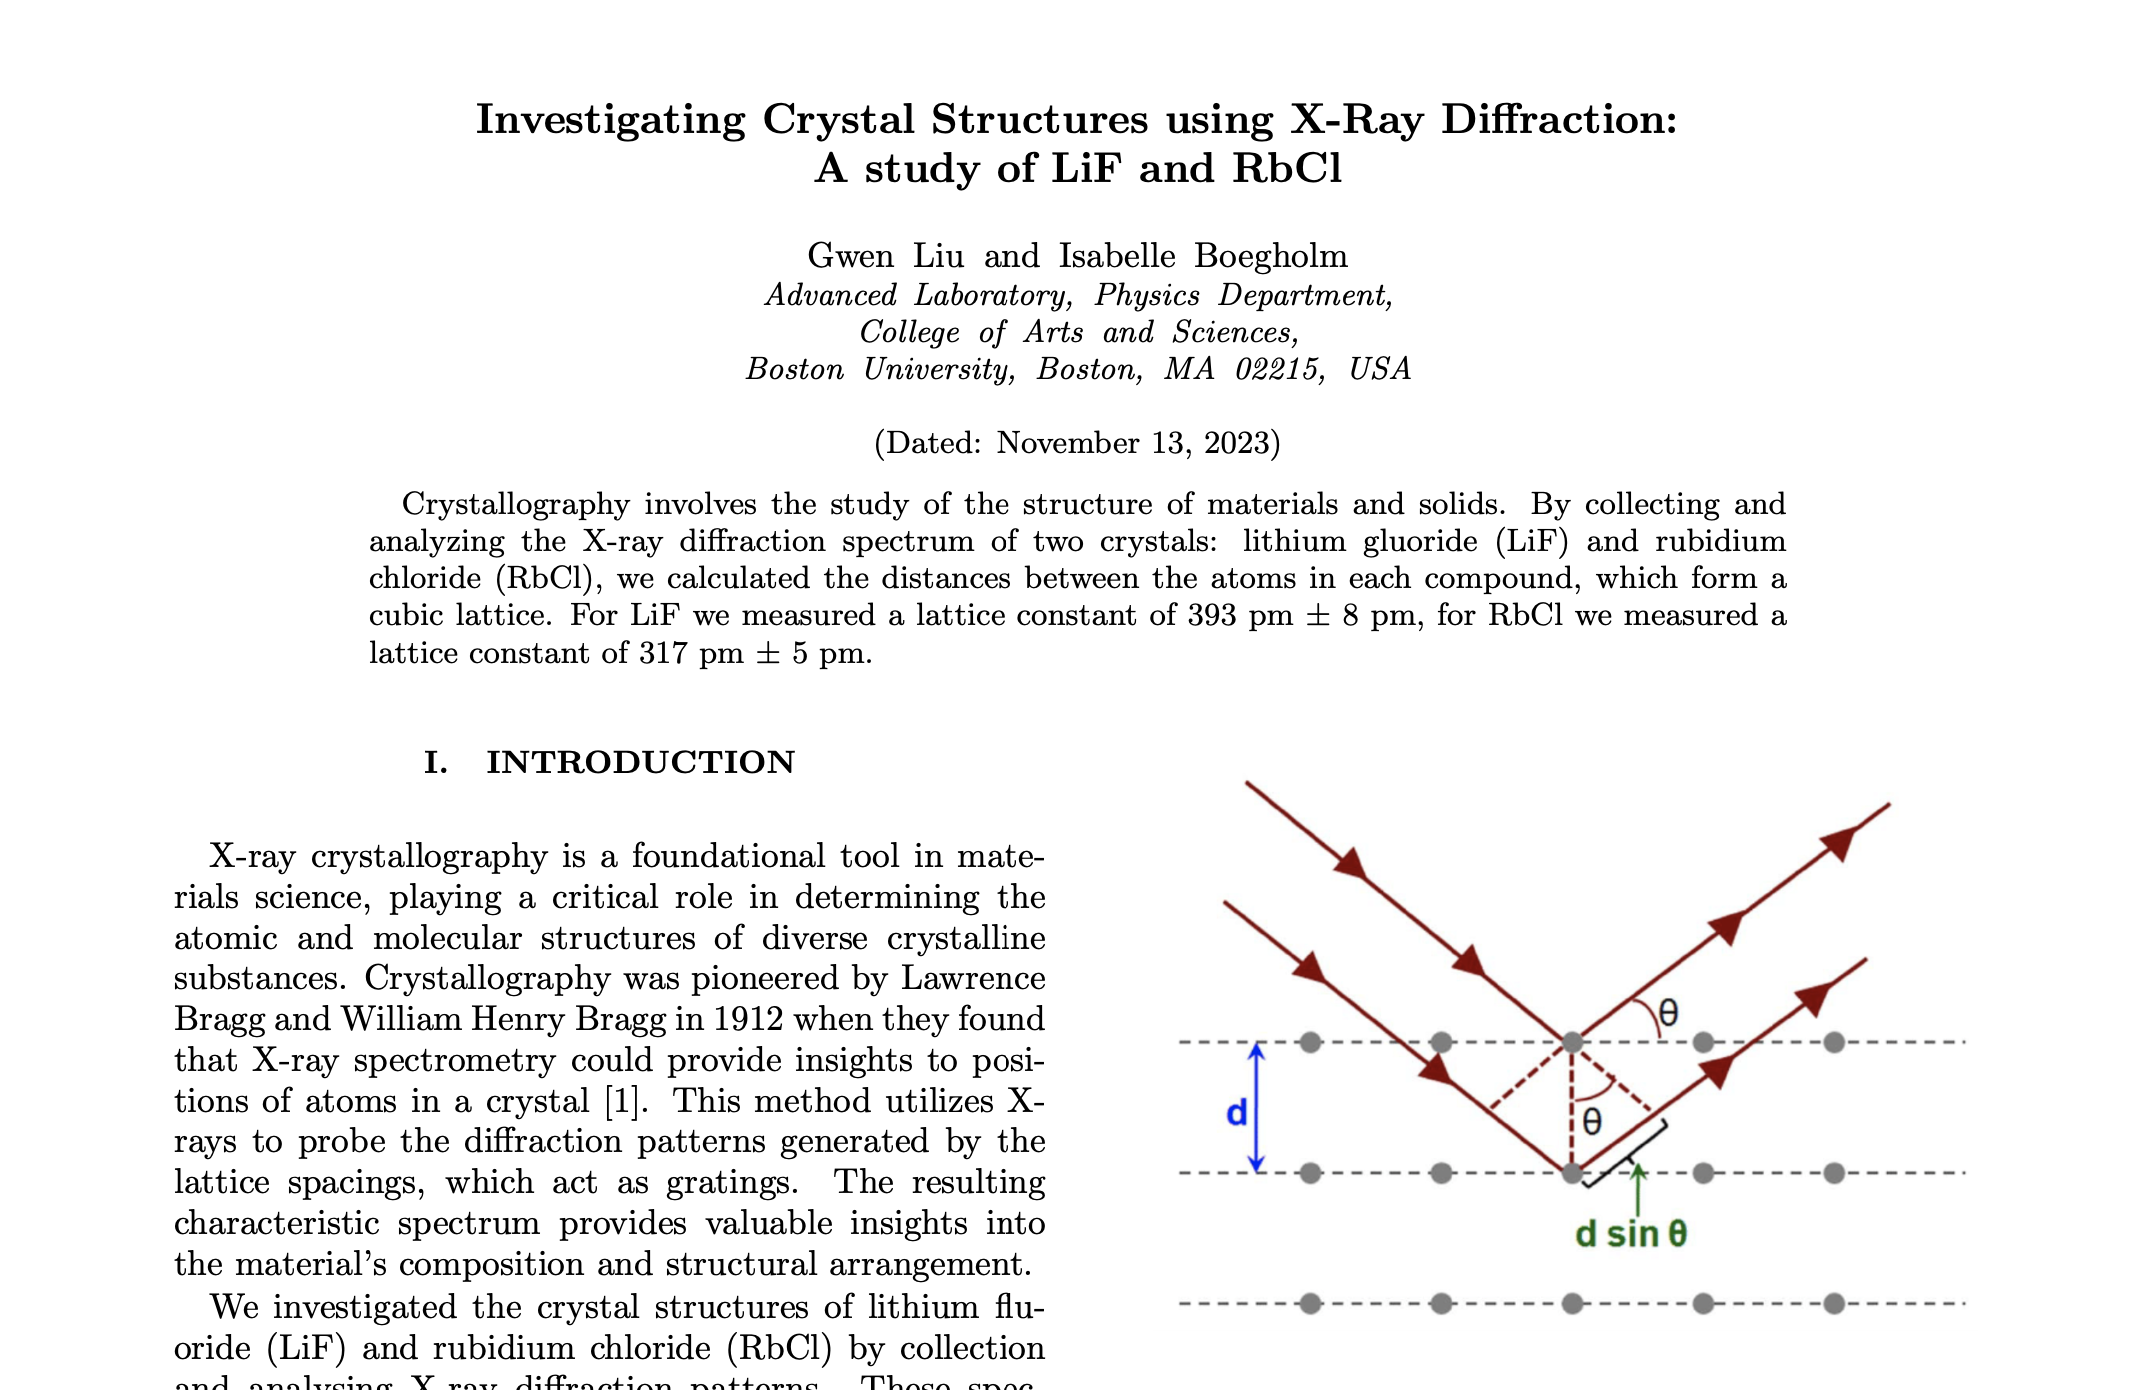 Investigating Crystal Structures using X-Ray Diffraction:
A study of LiF and RbCl
Gwen Liu and Isabelle Boegholm
Advanced Laboratory, Physics Department,
College of Arts and Sciences,
Boston University, Boston, MA 02215, USA
(Dated: November 13, 2023)
Crystallography involves the study of the structure of materials and solids. By collecting and
analyzing the X-ray diffraction spectrum of two crystals: lithium gluoride (LiF) and rubidium
chloride (RbCl), we calculated the distances between the atoms in each compound, which form a
cubic lattice. For LiF we measured a lattice constant of 393 pm ± 8 pm, for RbCl we measured a
lattice constant of 317 pm ± 5 pm.
I. INTRODUCTION
X-ray crystallography is a foundational tool in mate-
rials science, playing a critical role in determining the
atomic and molecular structures of diverse crystalline
substances. Crystallography was pioneered by Lawrence
Bragg and William Henry Bragg in 1912 when they found
that X-ray spectrometry could provide insights to posi-
tions of atoms in a crystal [1]. This method utilizes X-
rays to probe the diffraction patterns generated by the
lattice spacings, which act as gratings. The resulting
characteristic spectrum provides valuable insights into
the material's composition and structural arrangement.
We investigated the crystal structures of lithium flu-
oride (LiF) and rubidium chloride (RbCl) by collection
and analysing X-ray diffraction patterns. These spec-
θ
d
θ
d sin θ